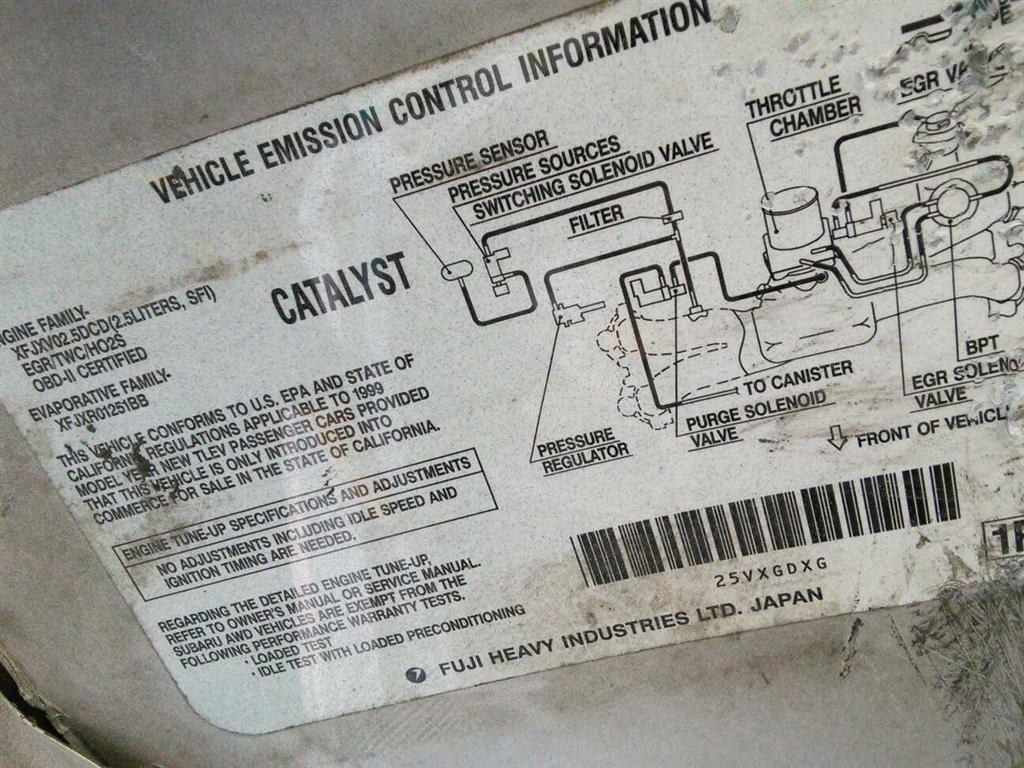 VEHICLE EMISSION CONTROL INFORMATION
CATALYST
ENGINE FAMILY-
XFJXV02.5DCD(2.5LITERS, SFI)
EGR/TWC/HO2S
OBD-II CERTIFIED
EVAPORATIVE FAMILY-
XFJXR01251BB
THIS VEHICLE CONFORMS TO U.S. EPA AND STATE OF
CALIFORNIA REGULATIONS APPLICABLE TO 1999
MODEL YEAR NEW TLEV PASSENGER CARS PROVIDED
THAT THIS VEHICLE IS ONLY INTRODUCED INTO
COMMERCE FOR SALE IN THE STATE OF CALIFORNIA.
ENGINE TUNE-UP SPECIFICATIONS AND ADJUSTMENTS
NO ADJUSTMENTS INCLUDING IDLE SPEED AND
IGNITION TIMING ARE NEEDED.
REGARDING THE DETAILED ENGINE TUNE-UP,
REFER TO OWNER'S MANUAL OR SERVICE MANUAL.
SUBARU AWD VEHICLES ARE EXEMPT FROM THE
FOLLOWING PERFORMANCE WARRANTY TESTS.
· LOADED TEST
· IDLE TEST WITH LOADED PRECONDITIONING
PRESSURE SENSOR
PRESSURE SOURCES
SWITCHING SOLENOID VALVE
FILTER
THROTTLE
CHAMBER
EGR VA
BPT
EGR SOLENO
VALVE
TO CANISTER
PURGE SOLENOID
VALVE
PRESSURE
REGULATOR
FRONT OF VEHICL
25VXGDXG
FUJI HEAVY INDUSTRIES LTD. JAPAN